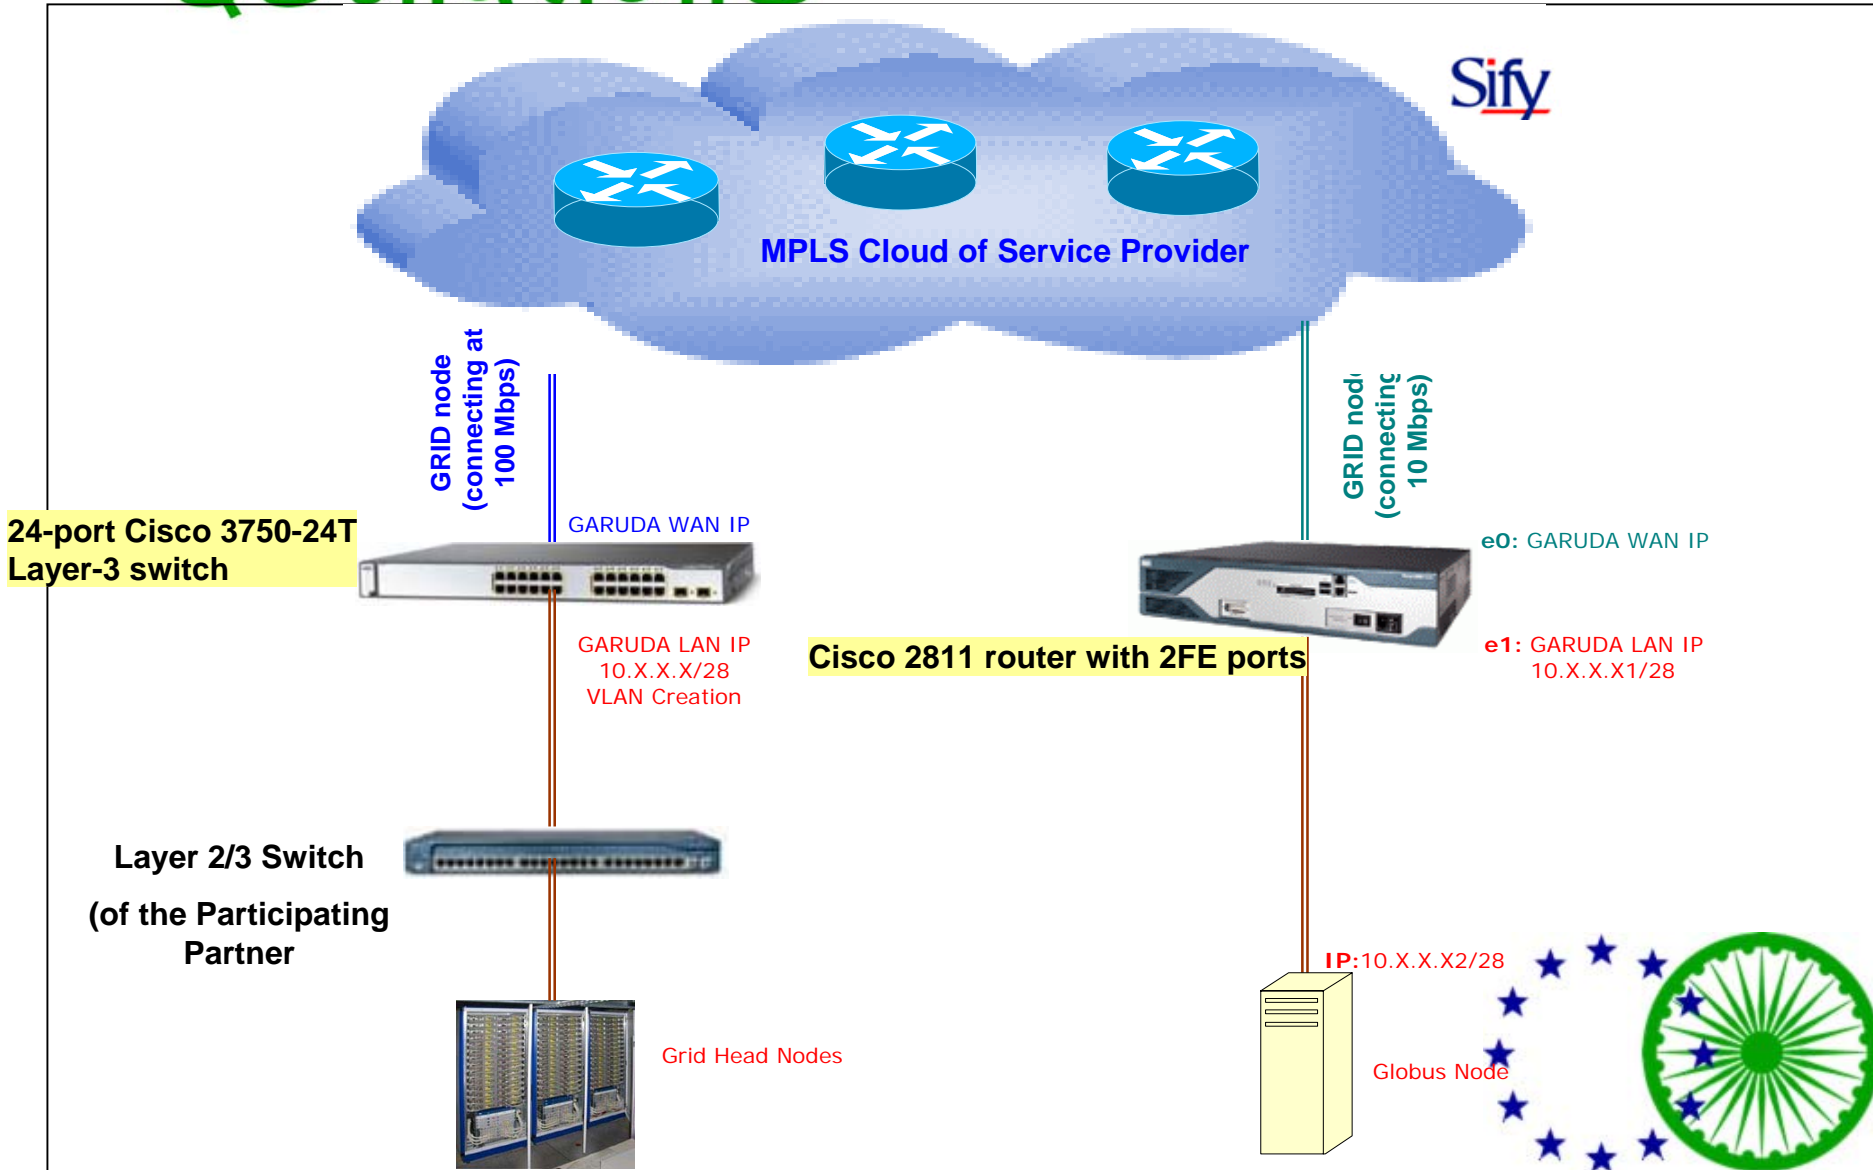 Sify
MPLS Cloud of Service Provider
GRID node
(connecting at
100 Mbps)
GRID
(connecting
10 Mbps)
24-port Cisco 3750-24T
Layer-3 switch
GARUDA WAN IP
e0: GARUDA WAN IP
GARUDA LAN IP
10.X.X.X/28
VLAN Creation
Cisco 2811 router with 2FE ports
e1: GARUDA LAN IP
10.X.X.X1/28
Layer 2/3 Switch
(of the Participating
Partner
IP:10.X.X.X2/28
Grid Head Nodes
Globus Node